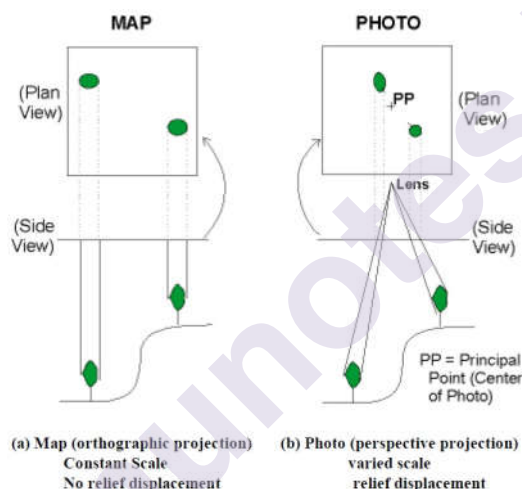 MAP
PHOTO
(Plan View)
PP
(Plan View)
Lens
(Side View)
(Side View)
PP = Principal
Point (Center
of Photo)
(a) Map (orthographic projection)
Constant Scale
No relief displacement
(b) Photo (perspective projection)
varied scale
relief displacement